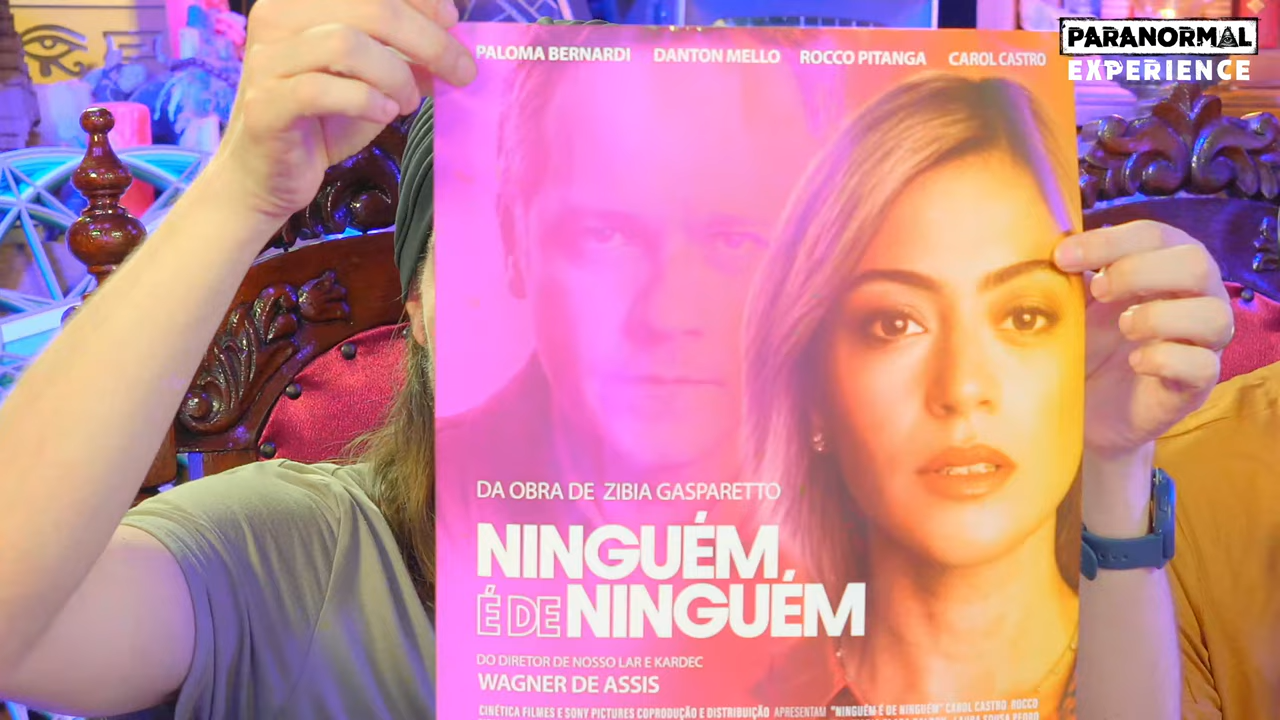 PARANORMAL
EXPERIENCE
PALOMA BERNARDI DANTON MELLO ROCCO PITANGA CAROL CASTRO
DA OBRA DE ZIBIA GASPARETTO
NINGUÉM
É DE NINGUÉM
DO DIRETOR DE NOSSO LAR E KARDEC
WAGNER DE ASSIS
CINÉTICA FILMES E SONY PICTURES COPRODUÇÃO E DISTRIBUIÇÃO APRESENTAM "NINGUÉM É DE NINGUÉM" CAROL CASTRO ROCCO